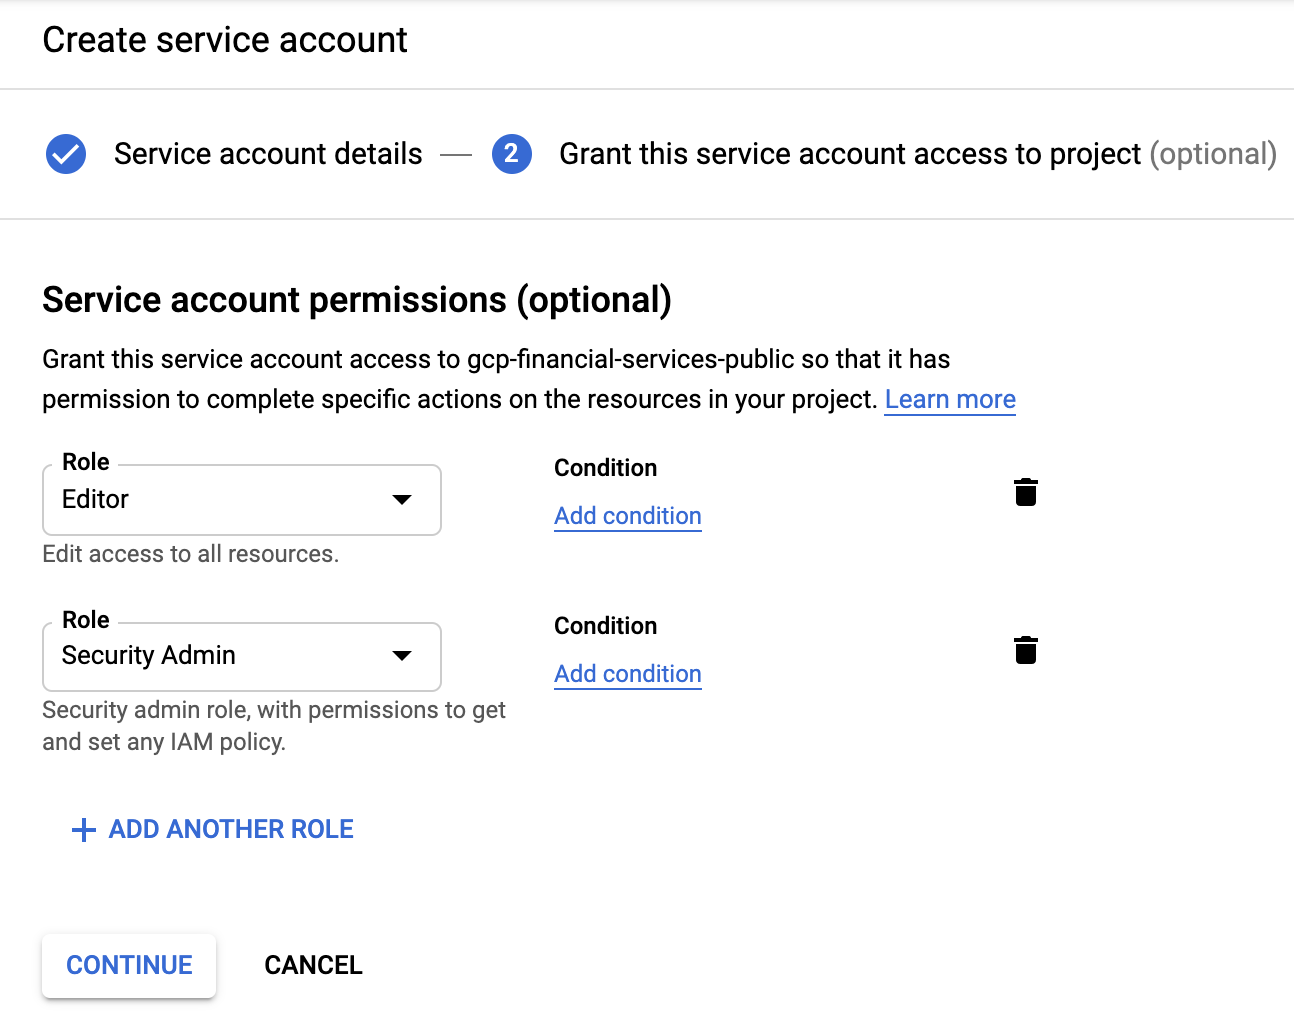 Create service account
Service account details
2
Grant this service account access to project (optional)
Service account permissions (optional)
Grant this service account access to gcp-financial-services-public so that it has
permission to complete specific actions on the resources in your project. Learn more
Role
Editor
Edit access to all resources.
Condition
Add condition
Role
Security Admin
Security admin role, with permissions to get
and set any IAM policy.
Condition
Add condition
ADD ANOTHER ROLE
CONTINUE
CANCEL